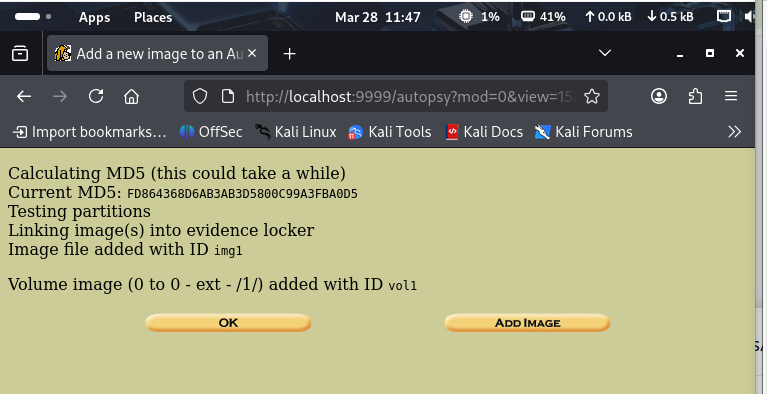 Apps Places Mar 28 11:47 1% 41% 0.0 kB 0.5 kB
Add a new image to an Au
http://localhost:9999/autopsy?mod=0&view=15
Import bookmarks... OffSec Kali Linux Kali Tools Kali Docs Kali Forums
Calculating MD5 (this could take a while)
Current MD5: FD864368D6AB3AB3D5800C99A3FBA0D5
Testing partitions
Linking image(s) into evidence locker
Image file added with ID img1
Volume image (0 to 0 - ext - /1/) added with ID vol1
OK ADD IMAGE